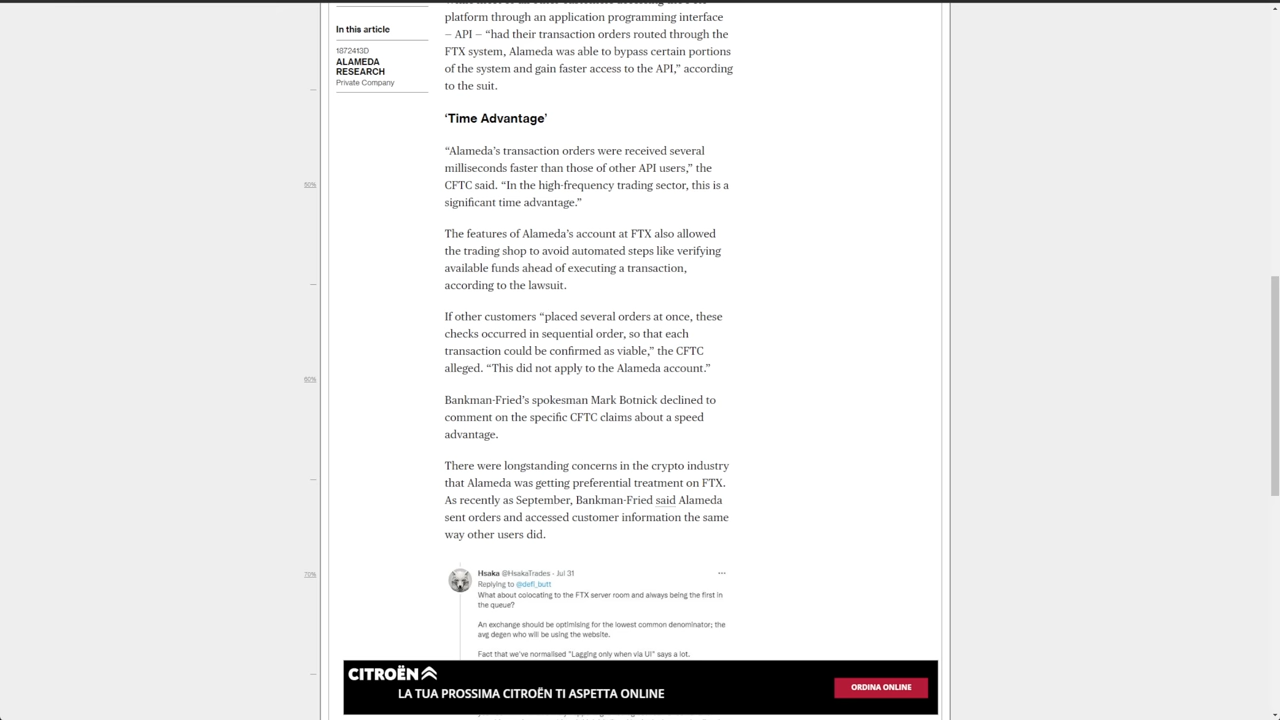 In this article
1872413D
ALAMEDA
RESEARCH
Private Company
platform through an application programming interface
– API – “had their transaction orders routed through the
FTX system, Alameda was able to bypass certain portions
of the system and gain faster access to the API,” according
to the suit.
‘Time Advantage’
“Alameda’s transaction orders were received several
milliseconds faster than those of other API users,” the
CFTC said. “In the high-frequency trading sector, this is a
significant time advantage.”
The features of Alameda’s account at FTX also allowed
the trading shop to avoid automated steps like verifying
available funds ahead of executing a transaction,
according to the lawsuit.
If other customers “placed several orders at once, these
checks occurred in sequential order, so that each
transaction could be confirmed as viable,” the CFTC
alleged. “This did not apply to the Alameda account.”
Bankman-Fried’s spokesman Mark Botnick declined to
comment on the specific CFTC claims about a speed
advantage.
There were longstanding concerns in the crypto industry
that Alameda was getting preferential treatment on FTX.
As recently as September, Bankman-Fried said Alameda
sent orders and accessed customer information the same
way other users did.
Hsaka @HsakaTrades - Jul 31
Replying to @defi_butt
What about colocating to the FTX server room and always being the first in
the queue?
An exchange should be optimising for the lowest common denominator; the
avg degen who will be using the website.
Fact that we've normalised "Lagging only when via UI" says a lot.
50%
60%
70%
CITROËN
LA TUA PROSSIMA CITROËN TI ASPETTA ONLINE
ORDINA ONLINE